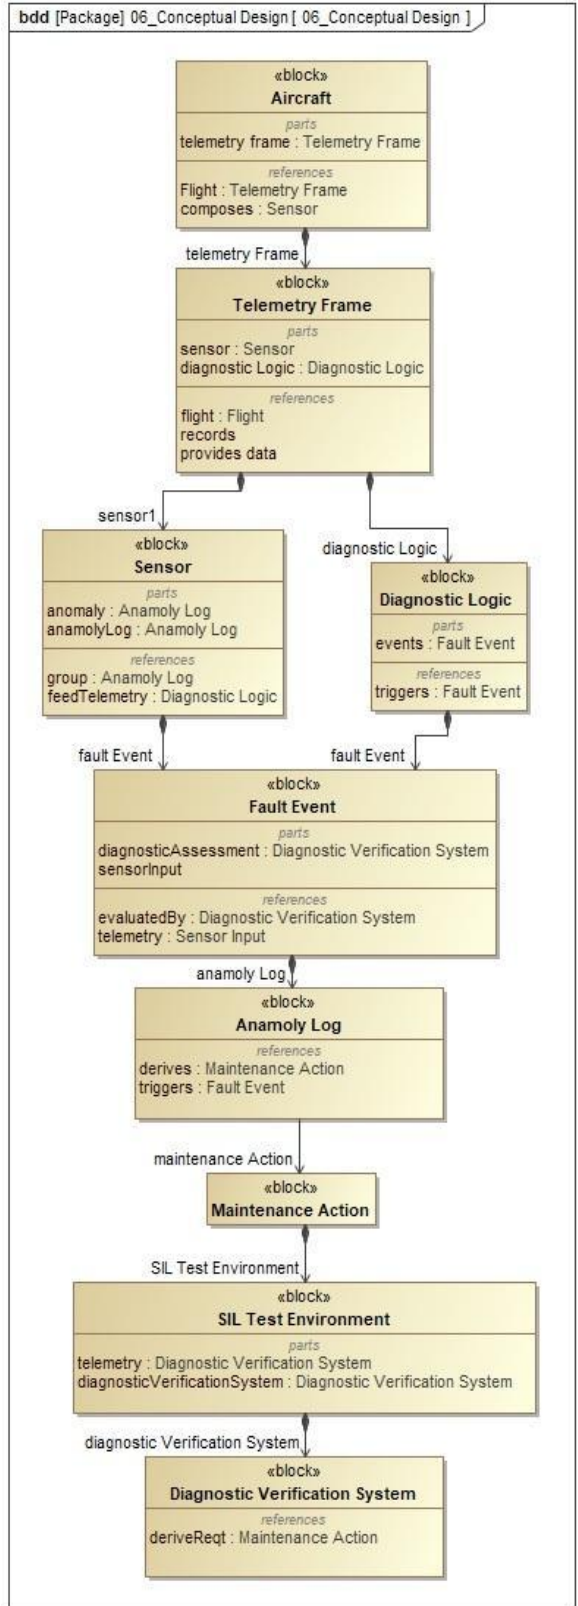 bdd [Package] 06_Conceptual Design [ 06_Conceptual Design ]
«block»
Aircraft
parts
telemetry frame : Telemetry Frame
references
Flight : Telemetry Frame
composes : Sensor
telemetry Frame
«block»
Telemetry Frame
parts
sensor : Sensor
diagnostic Logic : Diagnostic Logic
references
flight : Flight
records
provides data
sensor1
«block»
Sensor
parts
anomaly : Anamoly Log
anamolyLog : Anamoly Log
references
group : Anamoly Log
feedTelemetry : Diagnostic Logic
diagnostic Logic
«block»
Diagnostic Logic
parts
events : Fault Event
references
triggers : Fault Event
fault Event
fault Event
«block»
Fault Event
parts
diagnosticAssessment : Diagnostic Verification System
sensorInput
references
evaluatedBy : Diagnostic Verification System
telemetry : Sensor Input
anamoly Log
«block»
Anamoly Log
references
derives : Maintenance Action
triggers : Fault Event
maintenance Action
«block»
Maintenance Action
SIL Test Environment
«block»
SIL Test Environment
parts
telemetry : Diagnostic Verification System
diagnosticVerificationSystem : Diagnostic Verification System
diagnostic Verification System
«block»
Diagnostic Verification System
references
deriveReqt : Maintenance Action